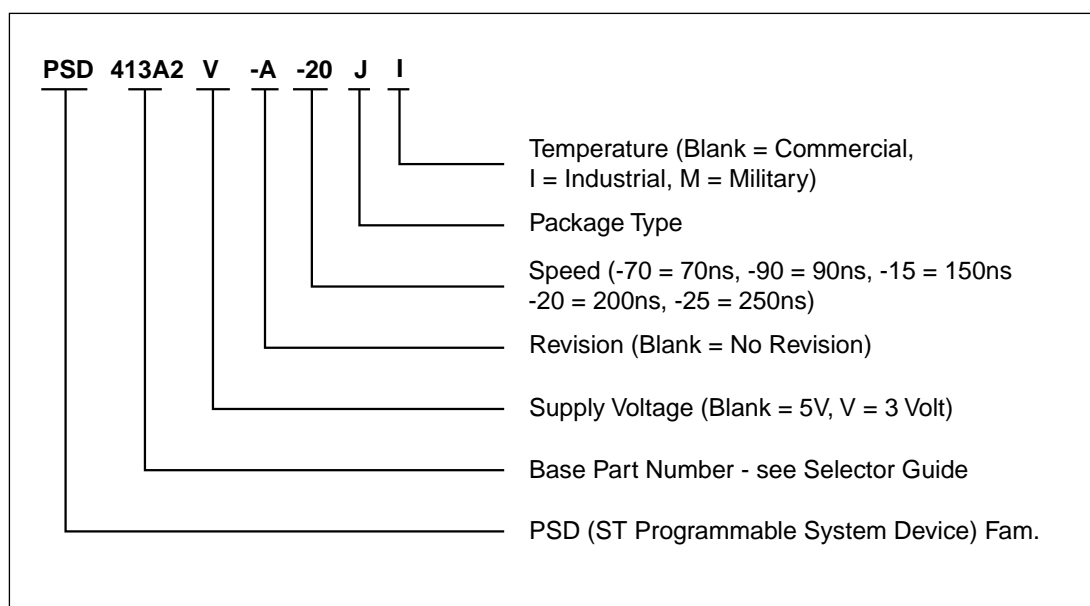 PSD 413A2 V -A -20 J I
Temperature (Blank = Commercial,
I = Industrial, M = Military)
Package Type
Speed (-70 = 70ns, -90 = 90ns, -15 = 150ns
-20 = 200ns, -25 = 250ns)
Revision (Blank = No Revision)
Supply Voltage (Blank = 5V, V = 3 Volt)
Base Part Number - see Selector Guide
PSD (ST Programmable System Device) Fam.